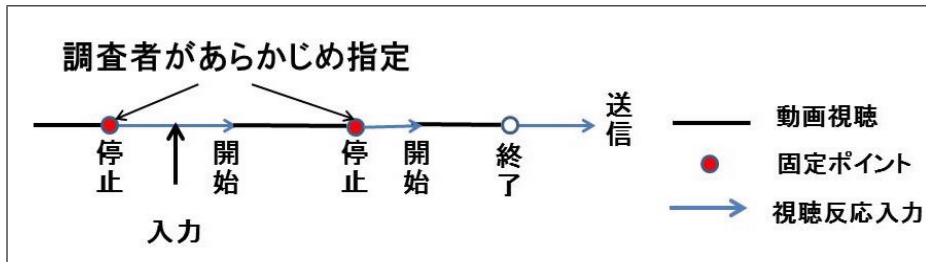 調査者があらかじめ指定
停止
開始
停止
開始
終了
送信
入力
動画視聴
固定ポイント
視聴反応入力